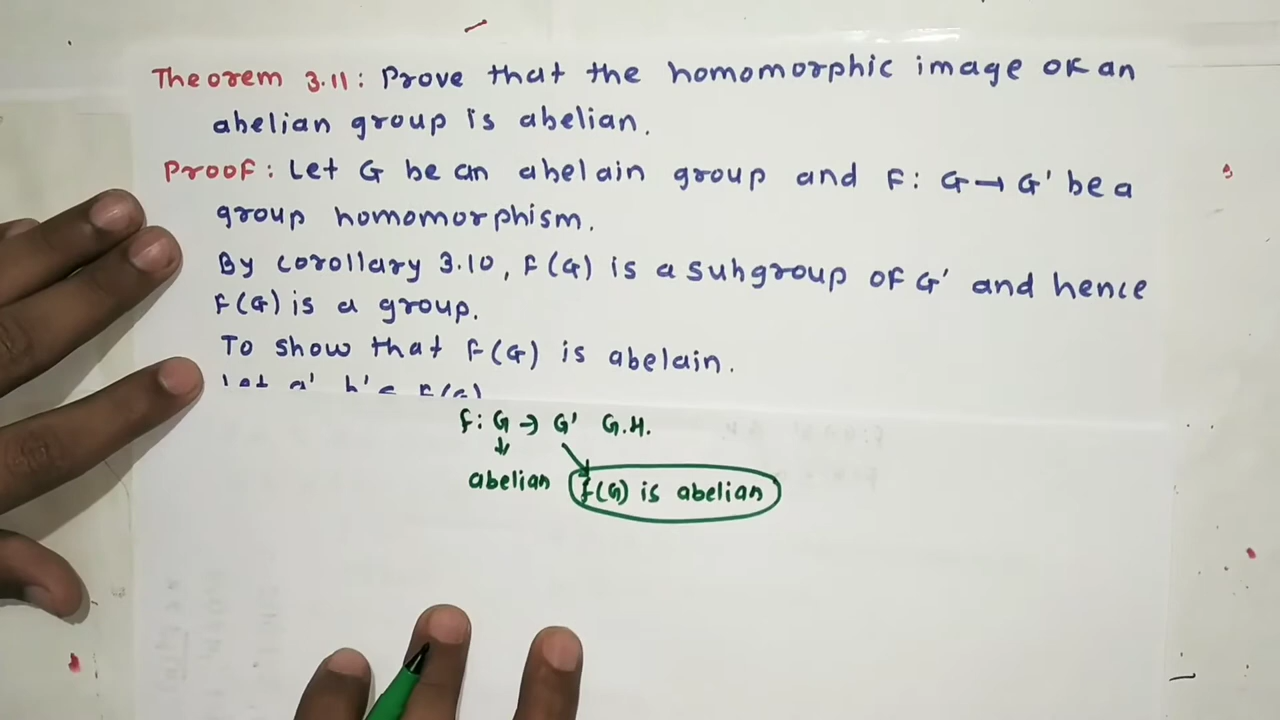 Theorem 3.11: Prove that the homomorphic image of an
abelian group is abelian.
Proof: Let G be an abelain group and F: G → G' be a
group homomorphism.
By corollary 3.10, F(G) is a subgroup of G' and hence
F(G) is a group.
To show that F(G) is abelain.
Let a' b' ∈ F(G)
f: G → G' G.H.
abelian f(G) is abelian